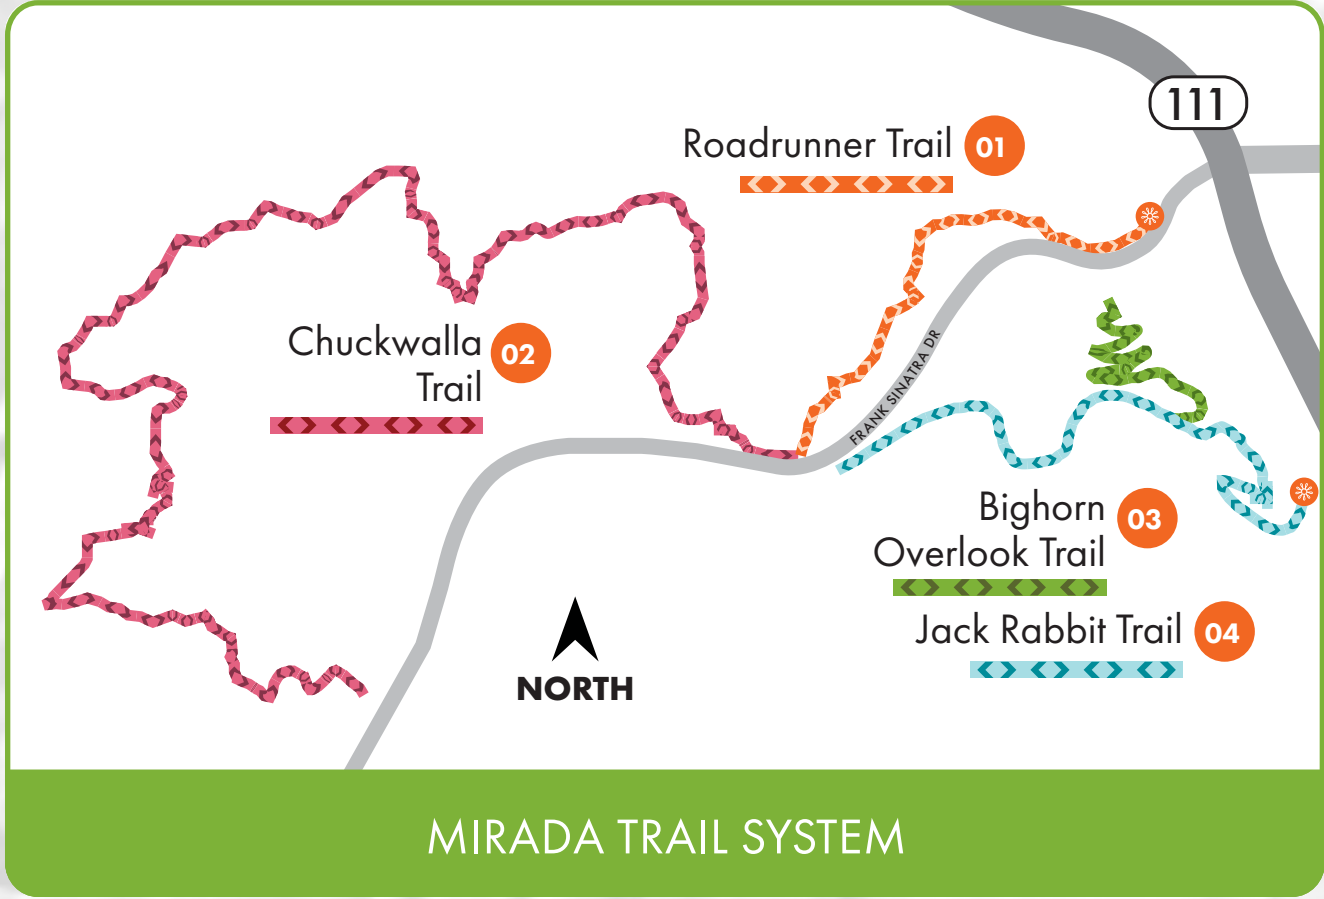 111
Roadrunner Trail 01
Chuckwalla 02
Trail
FRANK SINATRA DR
Bighorn 03
Overlook Trail
Jack Rabbit Trail 04
NORTH
MIRADA TRAIL SYSTEM